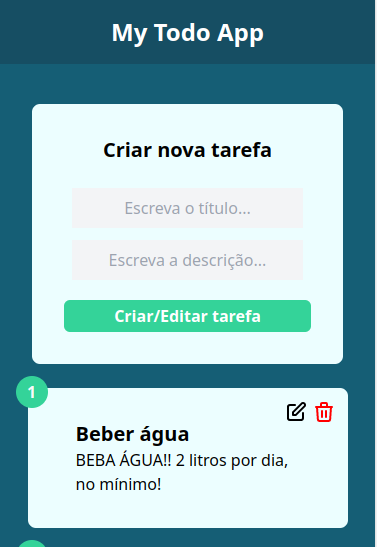 My Todo App
Criar nova tarefa
Escreva o título...
Escreva a descrição...
Criar/Editar tarefa
1
Beber água
BEBA ÁGUA!! 2 litros por dia,
no mínimo!